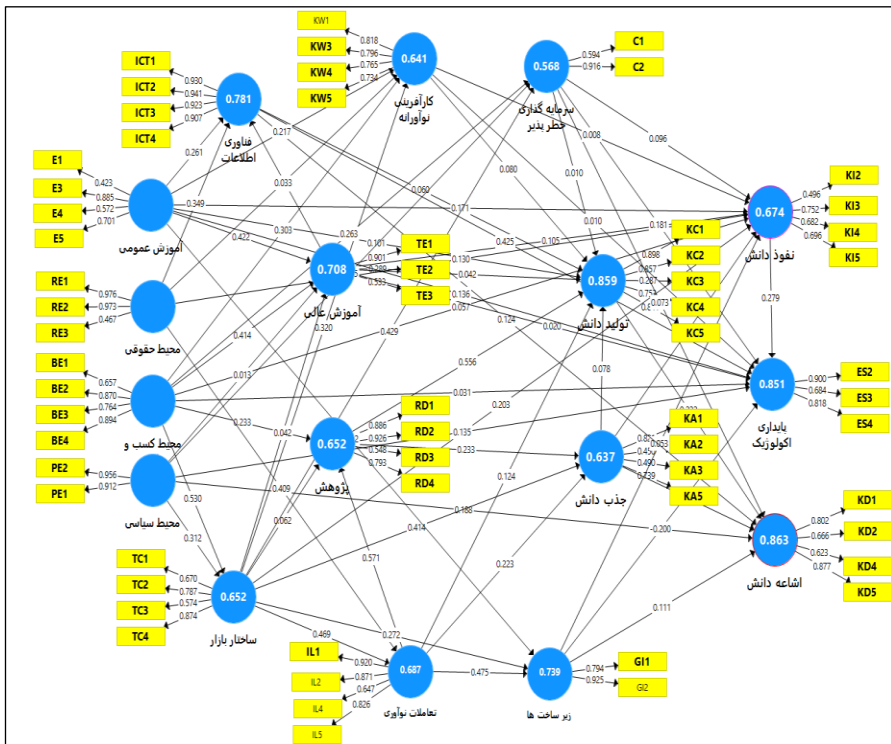 ICT1
ICT2
ICT3
ICT4
0.930
0.941
0.923
0.907
0.781
فناوری
اطلاعات
KW1
KW3
KW4
KW5
0.818
0.796
0.765
0.734
0.641
کارآفرینی
نوآورانه
0.568
سرمایه گذاری
خطر پذیر
C1
C2
0.594
0.916
E1
E3
E4
E5
0.423
0.885
0.572
0.701
آموزش عمومی
0.261
0.217
0.349
0.033
0.422
0.303
0.263
0.101
0.060
0.171
0.080
0.010
0.008
0.096
0.010
0.181
0.425
0.105
RE1
RE2
RE3
0.976
0.973
0.467
محیط حقوقی
0.708
آموزش عالی
TE1
TE2
TE3
0.901
0.289
0.533
0.130
0.042
0.136
0.057
0.124
0.020
0.859
تولید دانش
KC1
KC2
KC3
KC4
KC5
0.898
0.857
0.287
0.073
0.674
نفوذ دانش
KI2
KI3
KI4
KI5
0.496
0.752
0.682
0.696
0.279
BE1
BE2
BE3
BE4
0.657
0.870
0.764
0.894
محیط کسب و
0.414
0.013
0.320
0.429
0.233
0.556
0.203
0.031
0.078
0.851
پایداری
اکولوژیک
ES2
ES3
ES4
0.900
0.684
0.818
PE2
PE1
0.956
0.912
محیط سیاسی
0.042
0.530
0.312
0.409
0.062
0.652
پژوهش
RD1
RD2
RD3
RD4
0.886
0.926
0.548
0.793
0.135
0.233
0.124
0.414
0.188
0.637
جذب دانش
KA1
KA2
KA3
KA5
0.053
0.490
0.739
-0.200
0.863
اشاعه دانش
KD1
KD2
KD4
KD5
0.802
0.666
0.623
0.877
TC1
TC2
TC3
TC4
0.670
0.787
0.574
0.874
0.652
ساختار بازار
0.571
0.223
0.469
0.272
0.111
IL1
IL2
IL4
IL5
0.920
0.871
0.647
0.826
0.687
تعاملات نوآوری
0.475
0.739
زیر ساخت ها
GI1
GI2
0.794
0.925